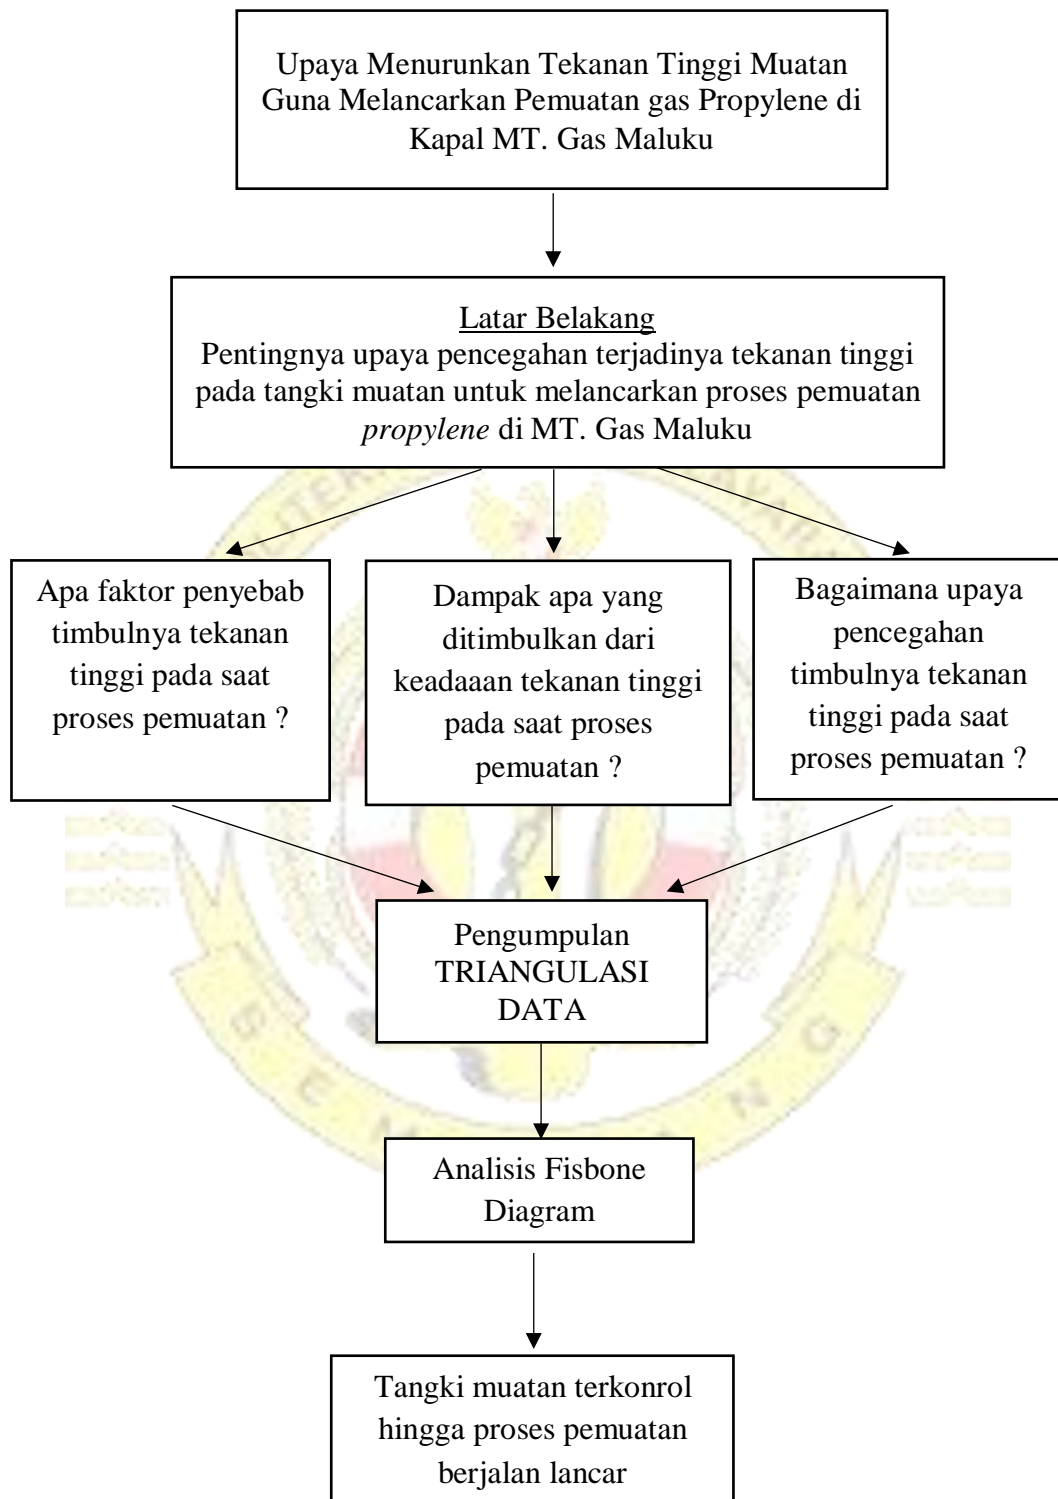 Upaya Menurunkan Tekanan Tinggi Muatan
Guna Melancarkan Pemuatan gas Propylene di
Kapal MT. Gas Maluku
Latar Belakang
Pentingnya upaya pencegahan terjadinya tekanan tinggi
pada tangki muatan untuk melancarkan proses pemuatan
propylene di MT. Gas Maluku
Apa faktor penyebab
timbulnya tekanan
tinggi pada saat
proses pemuatan ?
Dampak apa yang
ditimbulkan dari
keadaaan tekanan tinggi
pada saat proses
pemuatan ?
Bagaimana upaya
pencegahan
timbulnya tekanan
tinggi pada saat
proses pemuatan ?
Pengumpulan
TRIANGULASI
DATA
Analisis Fisbone
Diagram
Tangki muatan terkonrol
hingga proses pemuatan
berjalan lancar